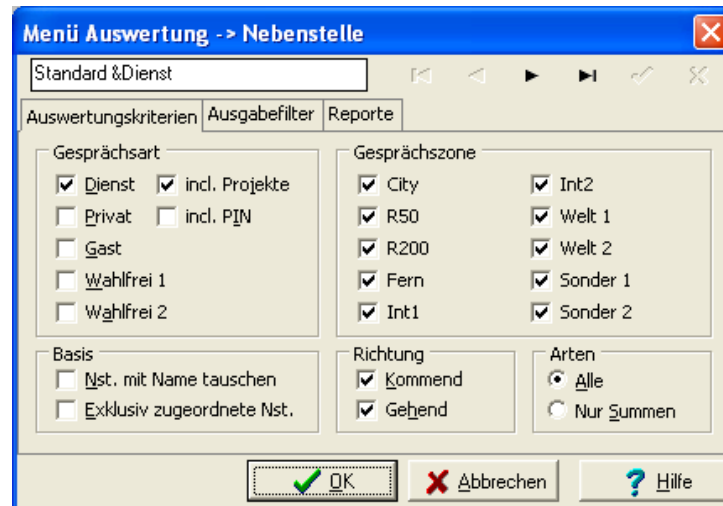 Menü Auswertung -> Nebenstelle
Standard &Dienst
Auswertungskriterien Ausgabefilter Reporte
Gesprächsart
Dienst incl. Projekte
Privat incl. PIN
Gast
Wahlfrei 1
Wahlfrei 2
Gesprächszone
City Int2
R50 Welt 1
R200 Welt 2
Fern Sonder 1
Int1 Sonder 2
Basis
Nst. mit Name tauschen
Exklusiv zugeordnete Nst.
Richtung
Kommend
Gehend
Arten
Alle
Nur Summen
OK Abbrechen Hilfe